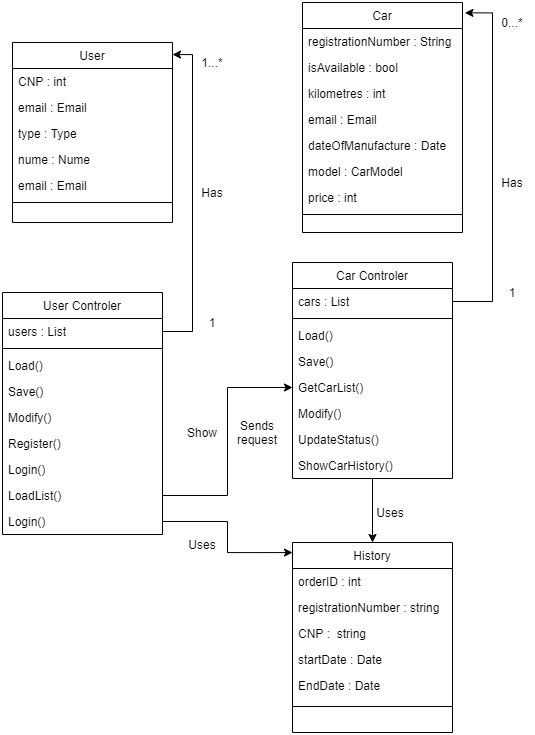 User
CNP : int
email : Email
type : Type
nume : Nume
email : Email
1...*
Has
1
Car
registrationNumber : String
isAvailable : bool
kilometres : int
email : Email
dateOfManufacture : Date
model : CarModel
price : int
0...*
Has
1
User Controler
users : List
Load()
Save()
Modify()
Register()
Login()
LoadList()
Login()
Show
Sends
request
Uses
Car Controler
cars : List
Load()
Save()
GetCarList()
Modify()
UpdateStatus()
ShowCarHistory()
Uses
History
orderID : int
registrationNumber : string
CNP :  string
startDate : Date
EndDate : Date